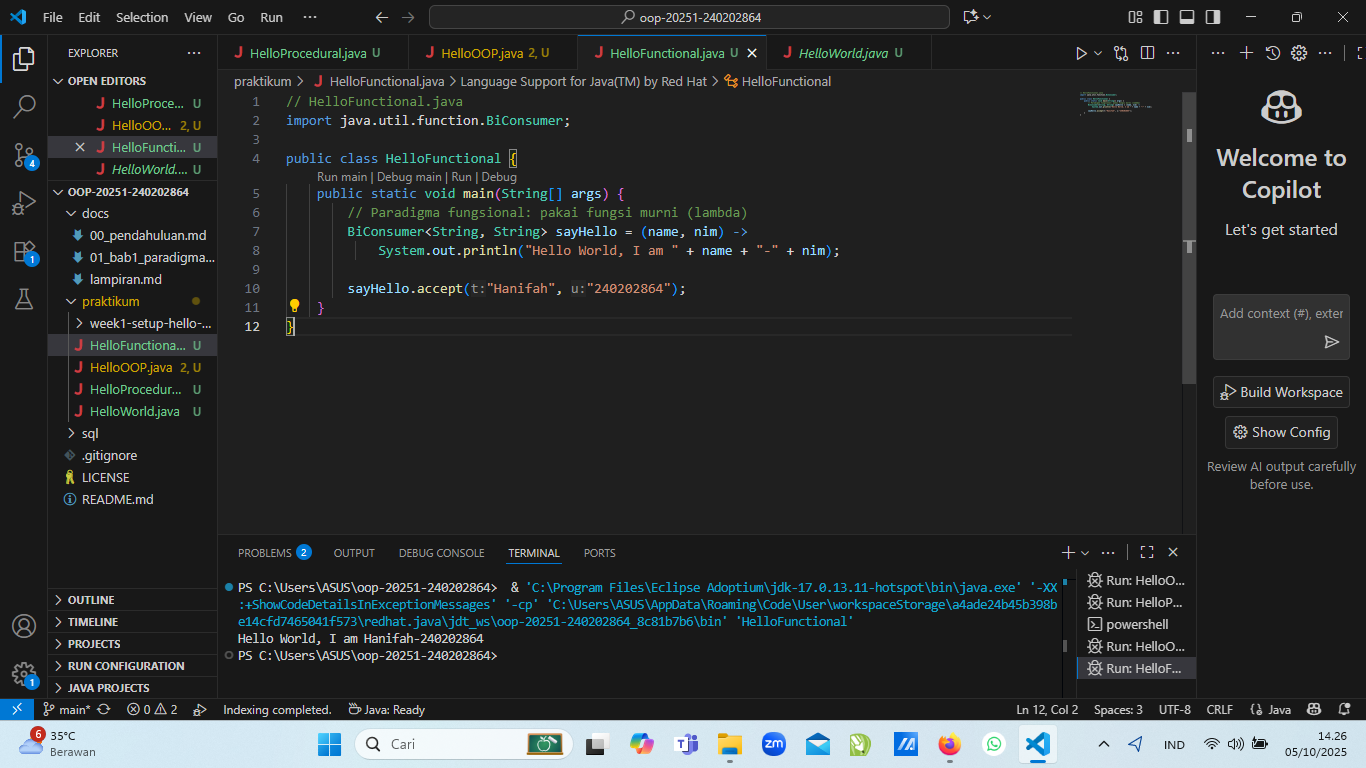 File Edit Selection View Go Run ···
oop-20251-240202864
EXPLORER ···
OPEN EDITORS
HelloProce... U
HelloOO... 2, U
HelloFuncti... U
HelloWorld.... U
OOP-20251-240202864
docs
00_pendahuluan.md
01_bab1_paradigma...
lampiran.md
praktikum
week1-setup-hello-...
HelloFunctiona... U
HelloOOP.java 2, U
HelloProcedur... U
HelloWorld.java U
sql
.gitignore
LICENSE
README.md
OUTLINE
TIMELINE
PROJECTS
RUN CONFIGURATION
JAVA PROJECTS
4
1
1
HelloProcedural.java U
HelloOOP.java 2, U
HelloFunctional.java U
HelloWorld.java U
praktikum > HelloFunctional.java > Language Support for Java(TM) by Red Hat > HelloFunctional
1 // HelloFunctional.java
2 import java.util.function.BiConsumer;
3
4 public class HelloFunctional {
Run main | Debug main | Run | Debug
5 public static void main(String[] args) {
6 // Paradigma fungsional: pakai fungsi murni (lambda)
7 BiConsumer<String, String> sayHello = (name, nim) ->
8 System.out.println("Hello World, I am " + name + "-" + nim);
9
10 sayHello.accept(t:"Hanifah", u:"240202864");
11 }
12 }
PROBLEMS 2 OUTPUT DEBUG CONSOLE TERMINAL PORTS
PS C:\Users\ASUS\oop-20251-240202864> & 'C:\Program Files\Eclipse Adoptium\jdk-17.0.13.11-hotspot\bin\java.exe' '-XX
:+ShowCodeDetailsInExceptionMessages' '-cp' 'C:\Users\ASUS\AppData\Roaming\Code\User\workspaceStorage\a4ade24b45b398b
e14cfd7465041f573\redhat.java\jdt_ws\oop-20251-240202864_8c81b7b6\bin' 'HelloFunctional'
Hello World, I am Hanifah-240202864
PS C:\Users\ASUS\oop-20251-240202864>
Run: HelloO...
Run: HelloP...
powershell
Run: HelloO...
Run: HelloF...
Welcome to
Copilot
Let's get started
Add context (#), exter
Build Workspace
Show Config
Review AI output carefully
before use.
main* 0 2 Indexing completed. Java: Ready
Ln 12, Col 2 Spaces: 3 UTF-8 CRLF {} Java
6
35°C
Berawan
Cari
zm
IND
14.26
05/10/2025